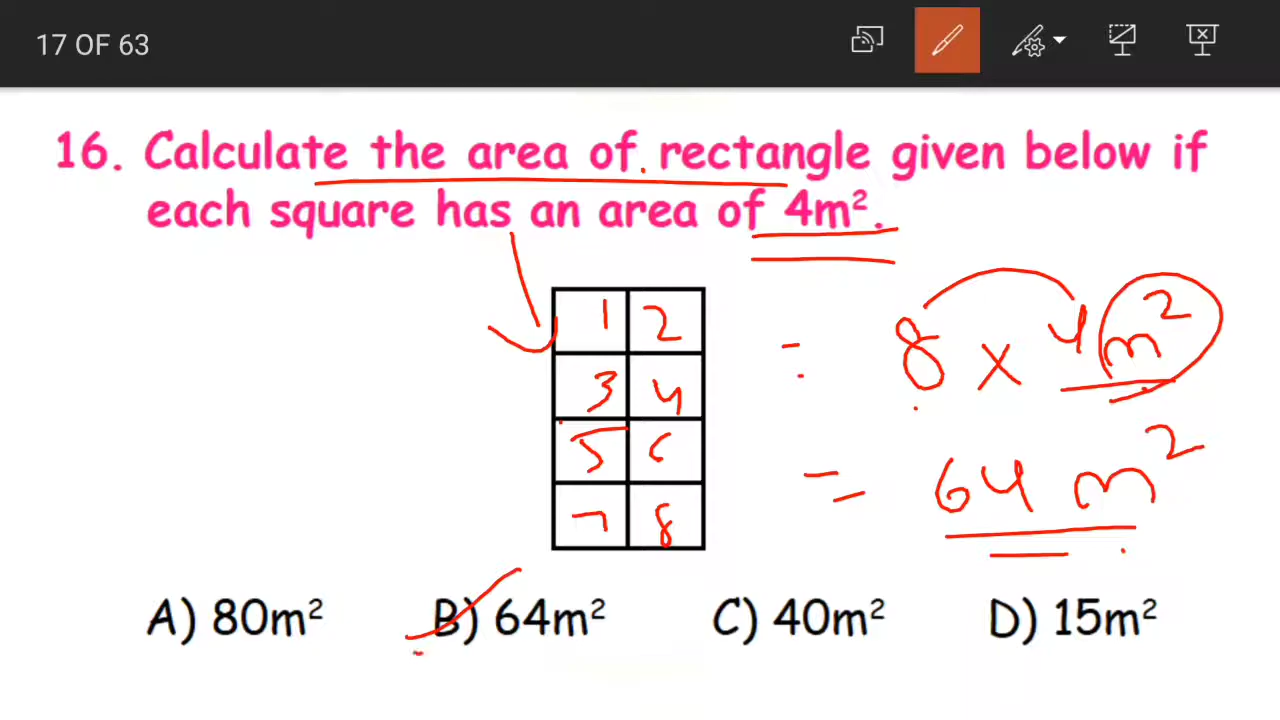 17 OF 63
16. Calculate the area of rectangle given below if
each square has an area of 4m².
1 2
3 4
5 6
7 8
= 8 × 4m²
= 64 m²
A) 80m² B) 64m² C) 40m² D) 15m²